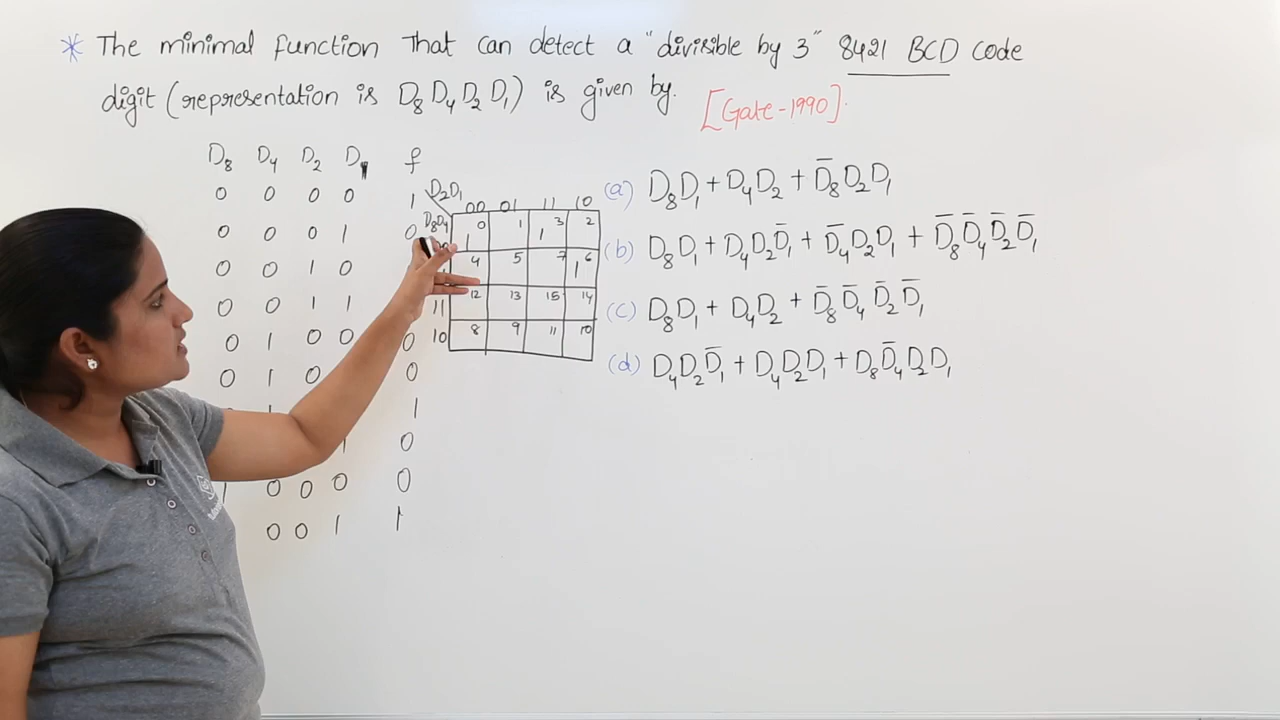 * The minimal function That can detect a "divisible by 3" 8421 BCD code
digit (representation is D₈ D₄ D₂ D₁) is given by.
[Gate-1990].
D₈ D₄ D₂ D₁ f
0 0 0 0 1
0 0 0 1 0
0 0 1 0
0 0 1 1
0 1 0 0 0
0 1 0 0
1
1 0
1 0 0 0 0
0 0 1 1
D₂D₁
D₈D₄
00 01 11 10
0 1 1 1 3 2
4 5 7 1 6
11 12 13 15 14
10 8 9 11 10
(a) D₈D₁ + D₄D₂ + D̅₈D₂D₁
(b) D₈D₁ + D₄D₂D̅₁ + D̅₄D₂D₁ + D̅₈D̅₄D̅₂D̅₁
(c) D₈D₁ + D₄D₂ + D̅₈D̅₄D̅₂D̅₁
(d) D₄D₂D̅₁ + D₄D₂D₁ + D₈D̅₄D₂D₁